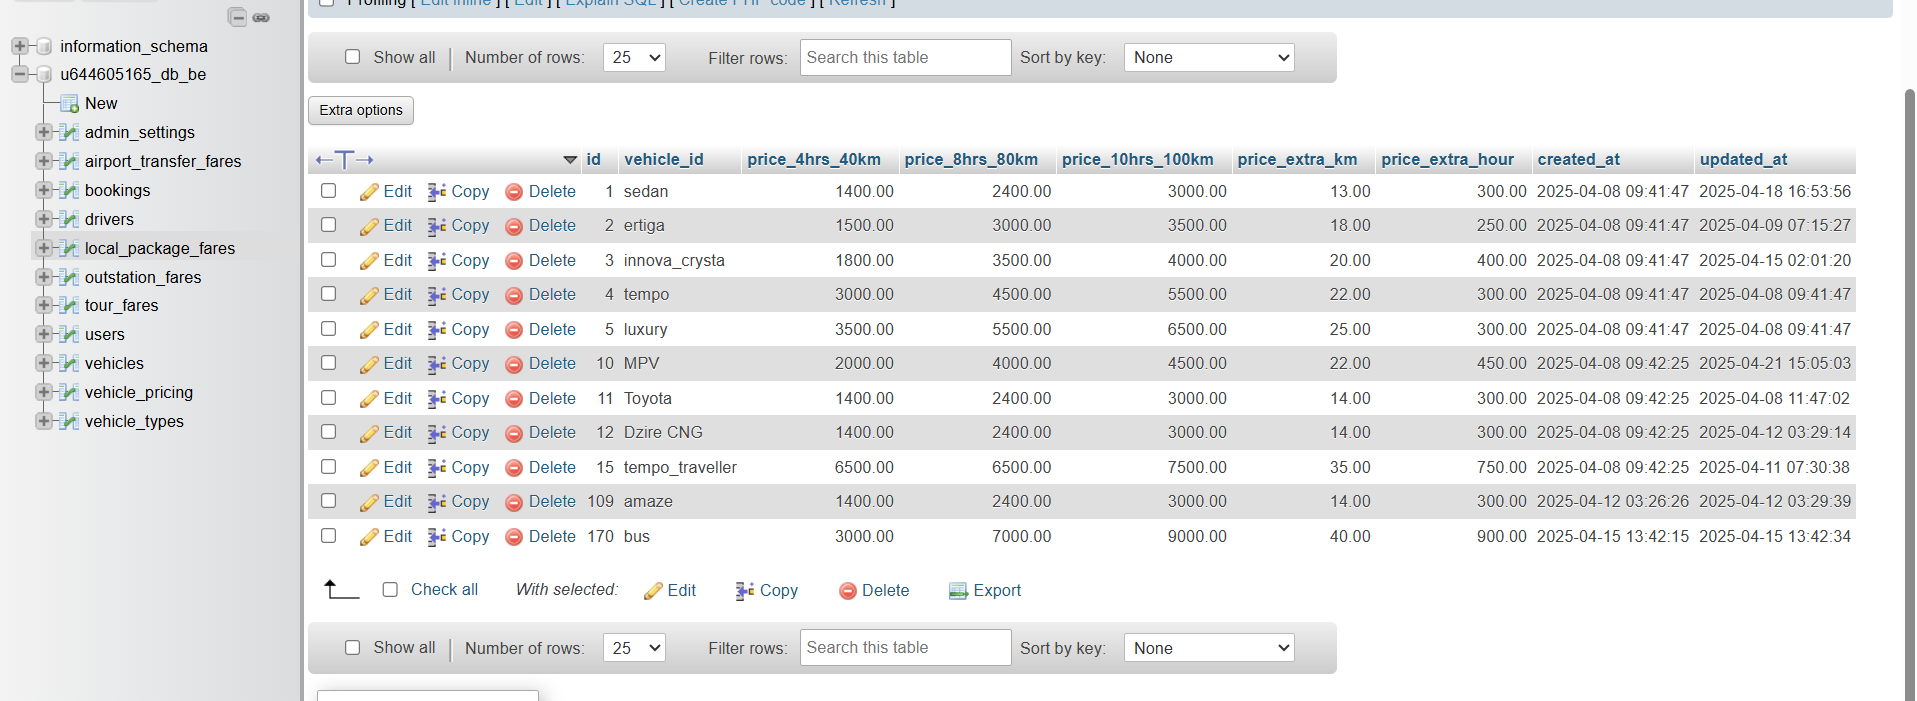 Profiling [ Edit inline ] [ Edit ] [ Explain SQL ] [ Create PHP code ] [ Refresh ]
information_schema
u644605165_db_be
New
admin_settings
airport_transfer_fares
bookings
drivers
local_package_fares
outstation_fares
tour_fares
users
vehicles
vehicle_pricing
vehicle_types
Show all Number of rows: 25 Filter rows: Search this table Sort by key: None
Extra options
←T→ id vehicle_id price_4hrs_40km price_8hrs_80km price_10hrs_100km price_extra_km price_extra_hour created_at updated_at
Edit Copy Delete 1 sedan 1400.00 2400.00 3000.00 13.00 300.00 2025-04-08 09:41:47 2025-04-18 16:53:56
Edit Copy Delete 2 ertiga 1500.00 3000.00 3500.00 18.00 250.00 2025-04-08 09:41:47 2025-04-09 07:15:27
Edit Copy Delete 3 innova_crysta 1800.00 3500.00 4000.00 20.00 400.00 2025-04-08 09:41:47 2025-04-15 02:01:20
Edit Copy Delete 4 tempo 3000.00 4500.00 5500.00 22.00 300.00 2025-04-08 09:41:47 2025-04-08 09:41:47
Edit Copy Delete 5 luxury 3500.00 5500.00 6500.00 25.00 300.00 2025-04-08 09:41:47 2025-04-08 09:41:47
Edit Copy Delete 10 MPV 2000.00 4000.00 4500.00 22.00 450.00 2025-04-08 09:42:25 2025-04-21 15:05:03
Edit Copy Delete 11 Toyota 1400.00 2400.00 3000.00 14.00 300.00 2025-04-08 09:42:25 2025-04-08 11:47:02
Edit Copy Delete 12 Dzire CNG 1400.00 2400.00 3000.00 14.00 300.00 2025-04-08 09:42:25 2025-04-12 03:29:14
Edit Copy Delete 15 tempo_traveller 6500.00 6500.00 7500.00 35.00 750.00 2025-04-08 09:42:25 2025-04-11 07:30:38
Edit Copy Delete 109 amaze 1400.00 2400.00 3000.00 14.00 300.00 2025-04-12 03:26:26 2025-04-12 03:29:39
Edit Copy Delete 170 bus 3000.00 7000.00 9000.00 40.00 900.00 2025-04-15 13:42:15 2025-04-15 13:42:34
Check all With selected: Edit Copy Delete Export
Show all Number of rows: 25 Filter rows: Search this table Sort by key: None